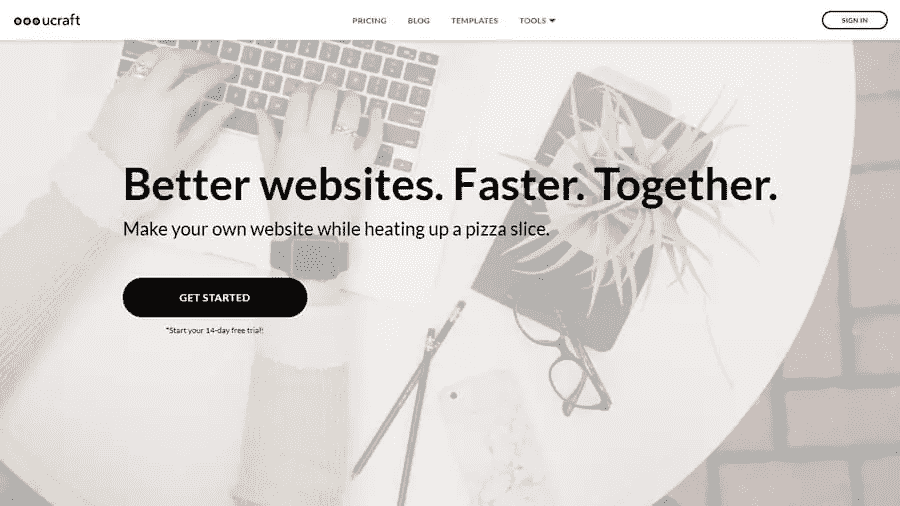 ucraft
PRICING
BLOG
TEMPLATES
TOOLS
SIGN IN
Better websites. Faster. Together.
Make your own website while heating up a pizza slice.
GET STARTED
*Start your 14-day free trial!